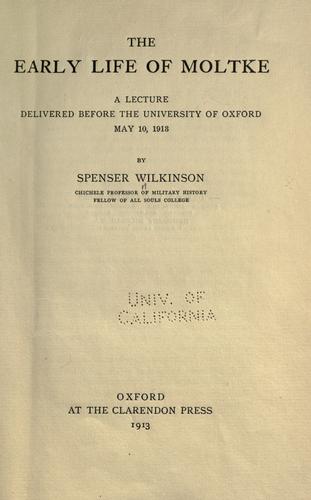 THE
EARLY LIFE OF MOLTKE
A LECTURE
DELIVERED BEFORE THE UNIVERSITY OF OXFORD
MAY 10, 1913
BY
SPENSER WILKINSON
CHICHELE PROFESSOR OF MILITARY HISTORY
FELLOW OF ALL SOULS COLLEGE
UNIV. OF
CALIFORNIA
OXFORD
AT THE CLARENDON PRESS
1913